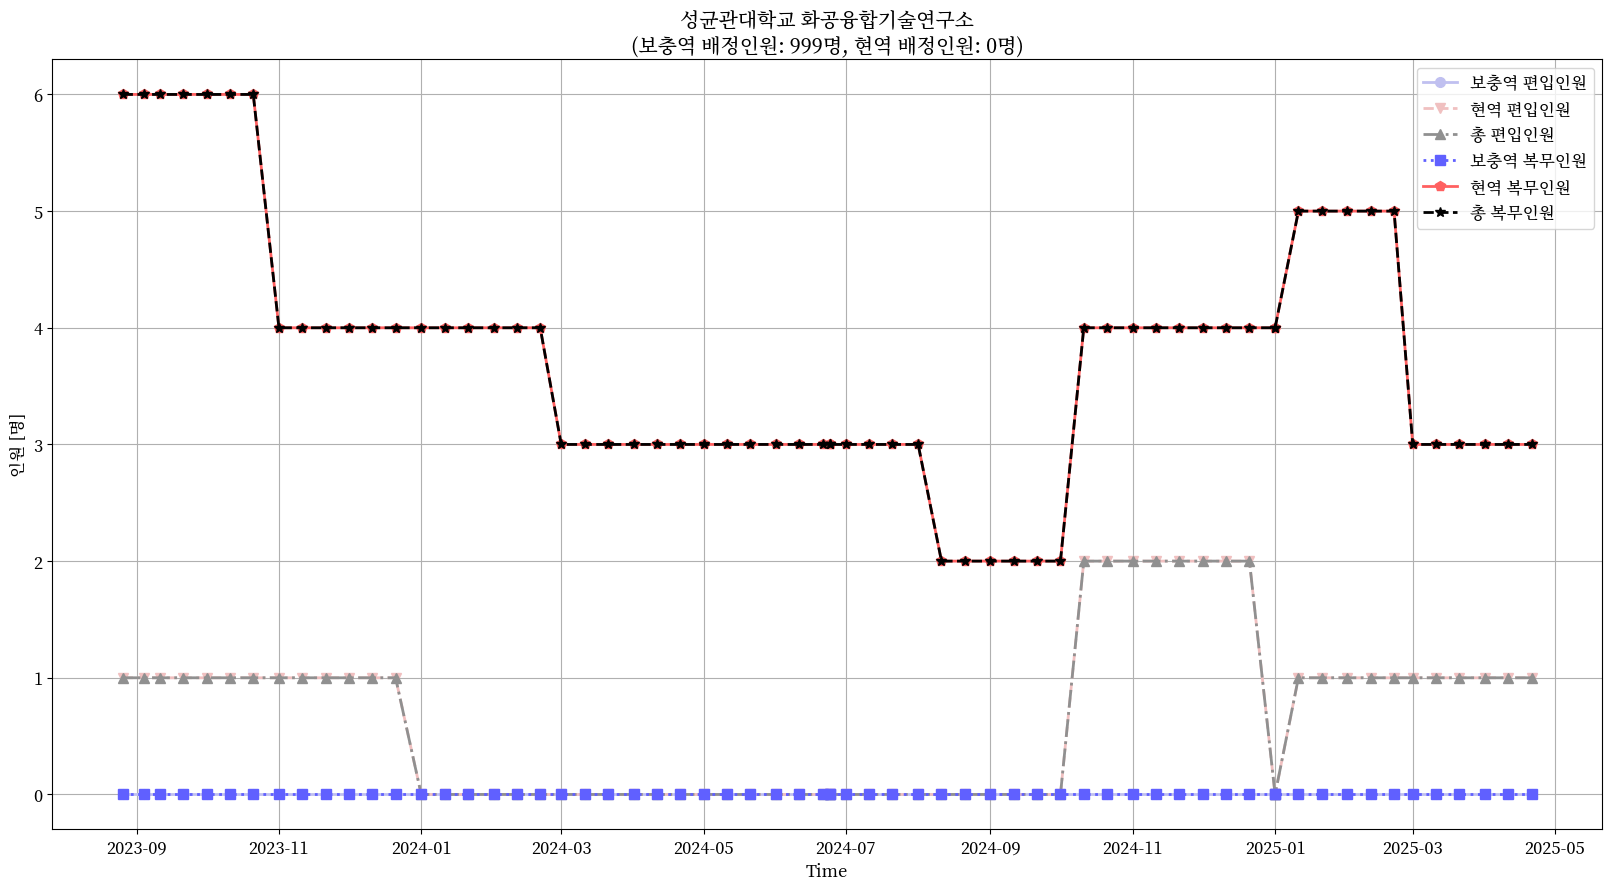 성균관대학교 화공융합기술연구소
(보충역 배정인원: 999명, 현역 배정인원: 0명)
보충역 편입인원
현역 편입인원
총 편입인원
보충역 복무인원
현역 복무인원
총 복무인원
인원 [명]
6
5
4
3
2
1
0
2023-09
2023-11
2024-01
2024-03
2024-05
2024-07
2024-09
2024-11
2025-01
2025-03
2025-05
Time